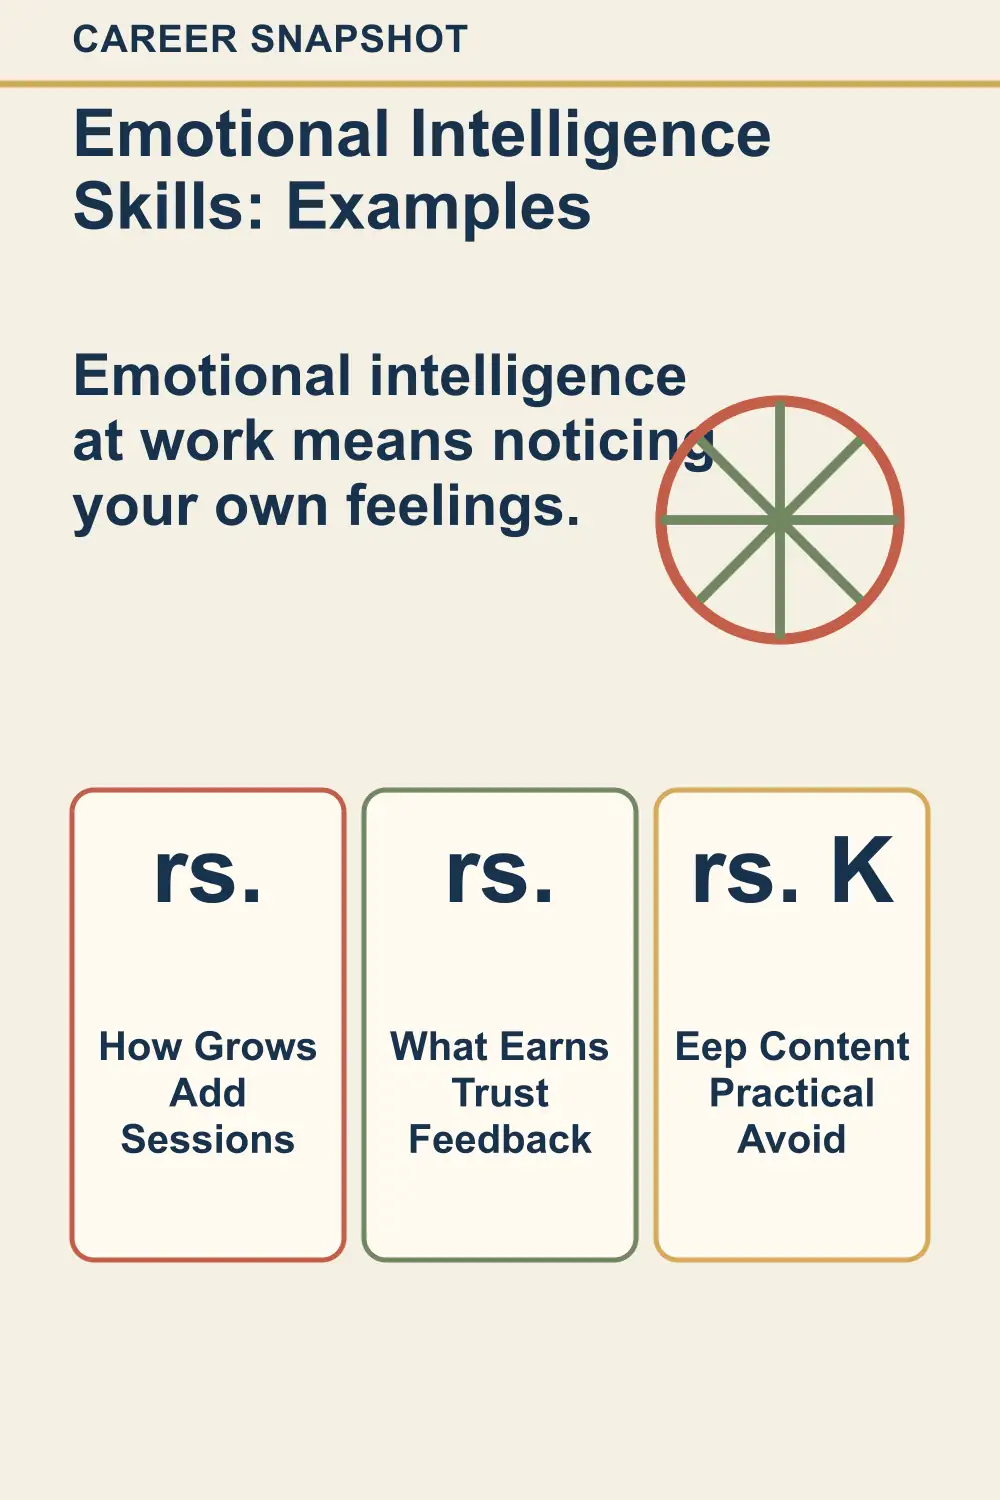 CAREER SNAPSHOT
Emotional Intelligence
Skills: Examples
Emotional intelligence
at work means noticing
your own feelings.
rs.
How Grows
Add
Sessions
rs.
What Earns
Trust
Feedback
rs. K
Eep Content
Practical
Avoid